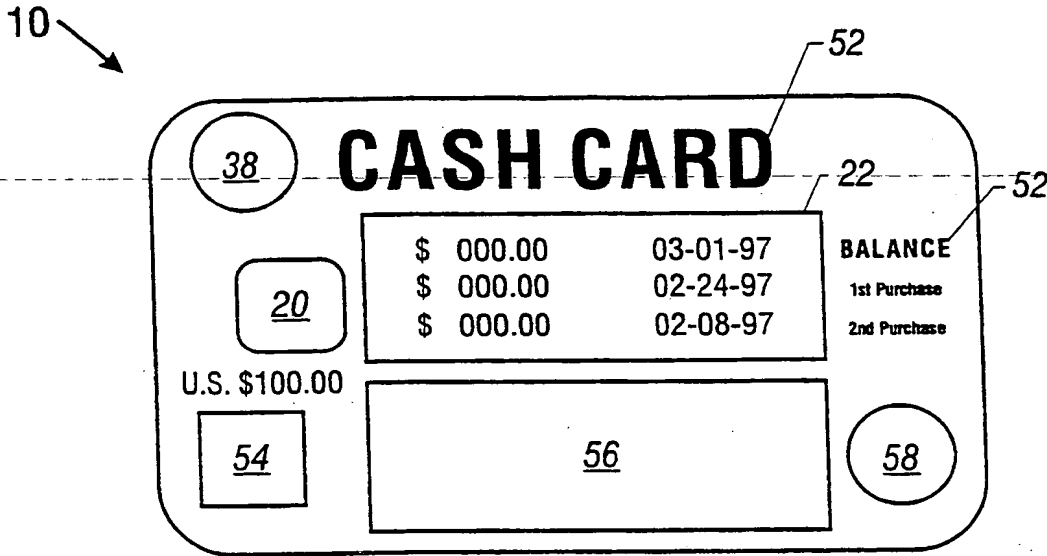 10
52
38 CASH CARD
22
52
$ 000.00 03-01-97 BALANCE
$ 000.00 02-24-97 1st Purchase
$ 000.00 02-08-97 2nd Purchase
20
U.S. $100.00
54 56 58